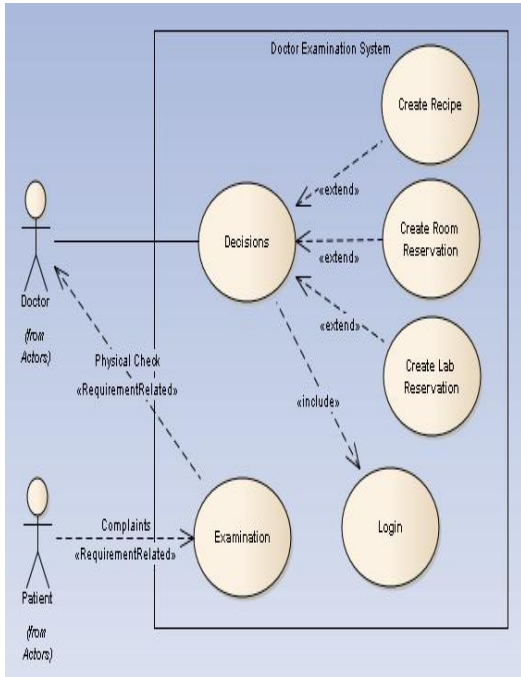 Doctor Examination System
Create Recipe
«extend»
Decisions
Create Room
Reservation
«extend»
Doctor
(from
Actors)
«extend»
Create Lab
Reservation
Physical Check
«RequirementRelated»
«include»
Complaints
«RequirementRelated»
Examination
Login
Patient
(from
Actors)